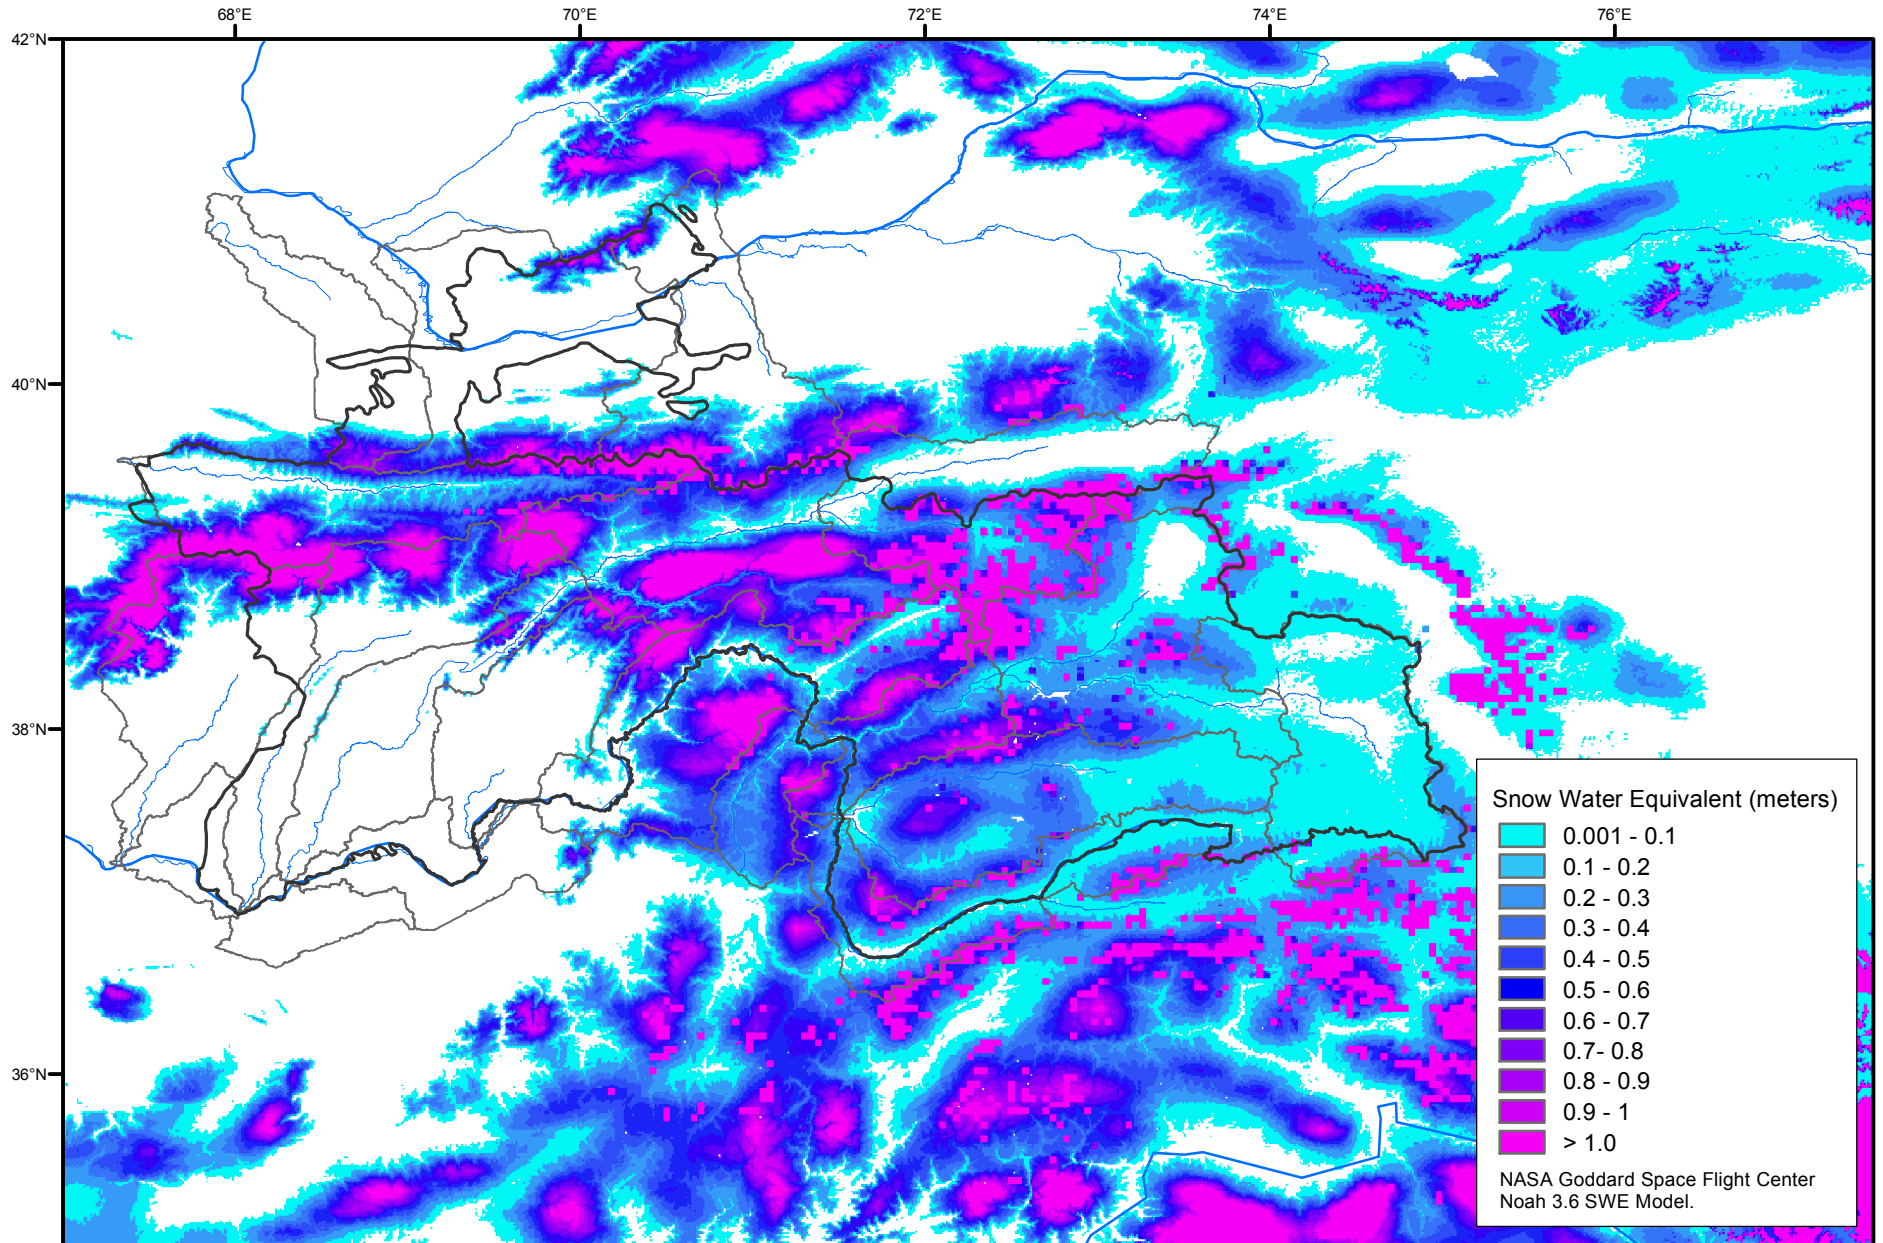 68°E 70°E 72°E 74°E 76°E
42°N
40°N
38°N
36°N
Snow Water Equivalent (meters)
0.001 - 0.1
0.1 - 0.2
0.2 - 0.3
0.3 - 0.4
0.4 - 0.5
0.5 - 0.6
0.6 - 0.7
0.7- 0.8
0.8 - 0.9
0.9 - 1
> 1.0
NASA Goddard Space Flight Center
Noah 3.6 SWE Model.